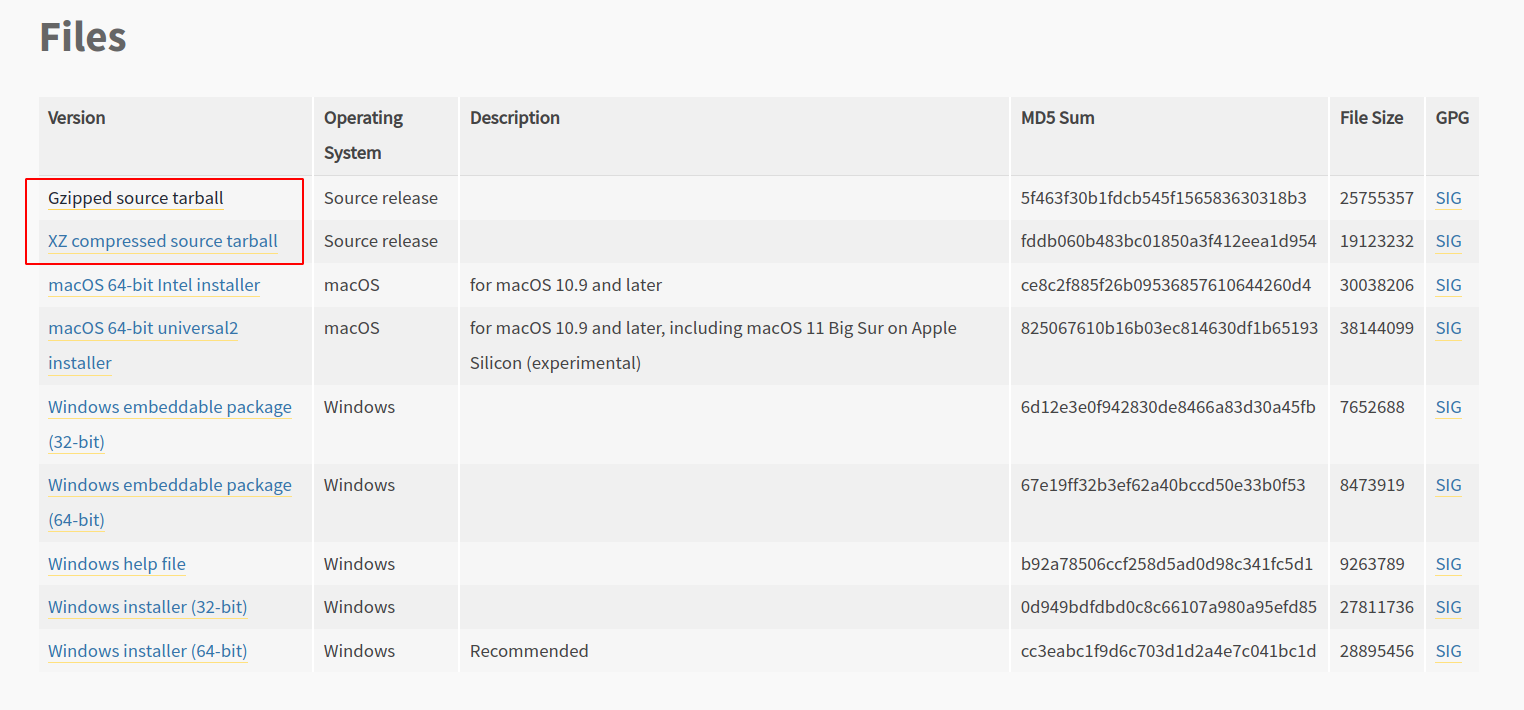 Files
Version Operating System Description MD5 Sum File Size GPG
Gzipped source tarball Source release 5f463f30b1fdcb545f156583630318b3 25755357 SIG
XZ compressed source tarball Source release fddb060b483bc01850a3f412eea1d954 19123232 SIG
macOS 64-bit Intel installer macOS for macOS 10.9 and later ce8c2f885f26b09536857610644260d4 30038206 SIG
macOS 64-bit universal2 macOS for macOS 10.9 and later, including macOS 11 Big Sur on Apple 825067610b16b03ec814630df1b65193 38144099 SIG
installer Silicon (experimental)
Windows embeddable package Windows 6d12e3e0f942830de8466a83d30a45fb 7652688 SIG
(32-bit)
Windows embeddable package Windows 67e19ff32b3ef62a40bccd50e33b0f53 8473919 SIG
(64-bit)
Windows help file Windows b92a78506ccf258d5ad0d98c341fc5d1 9263789 SIG
Windows installer (32-bit) Windows 0d949bdfdbd0c8c66107a980a95efd85 27811736 SIG
Windows installer (64-bit) Windows Recommended cc3eabc1f9d6c703d1d2a4e7c041bc1d 28895456 SIG